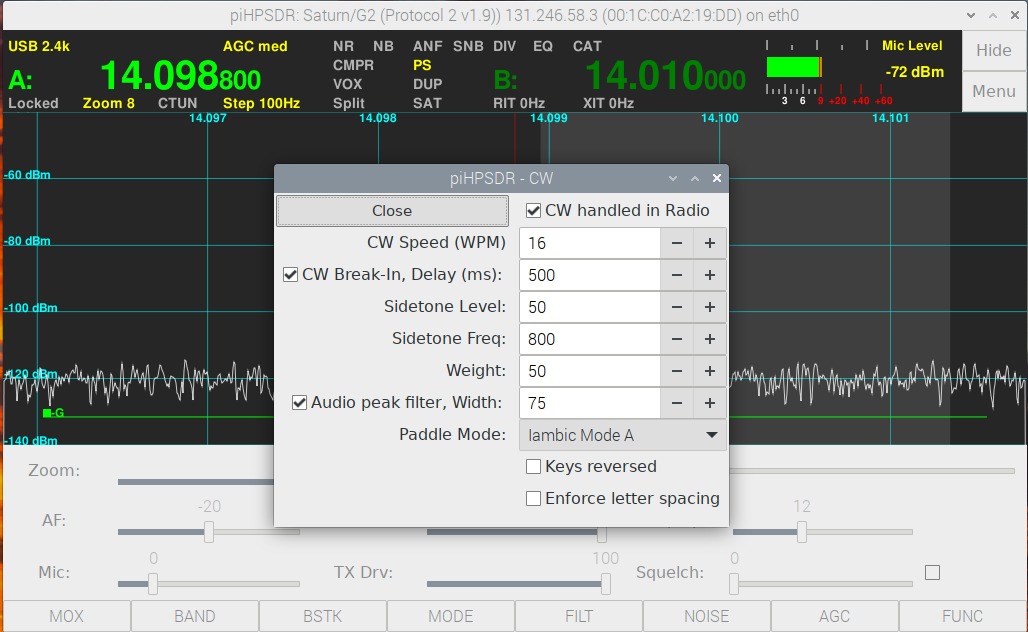 piHPSDR: Saturn/G2 (Protocol 2 v1.9)) 131.246.58.3 (00:1C:C0:A2:19:DD) on eth0
USB 2.4k AGC med NR NB ANF SNB DIV EQ CAT Mic Level Hide
CMPR PS
A: 14.098800 VOX DUP B: 14.010000 -72 dBm
Locked Zoom 8 CTUN Step 100Hz Split SAT RIT 0Hz XIT 0Hz 3 6 9 +20 +40 +60 Menu
14.097 14.098 14.099 14.100 14.101
-60 dBm
-80 dBm
-100 dBm
-120 dBm
-G
-140 dBm
piHPSDR - CW
Close CW handled in Radio
CW Speed (WPM) 16 − +
CW Break-In, Delay (ms): 500 − +
Sidetone Level: 50 − +
Sidetone Freq: 800 − +
Weight: 50 − +
Audio peak filter, Width: 75 − +
Paddle Mode: Iambic Mode A
Keys reversed
Enforce letter spacing
Zoom:
AF: -20 12
Mic: 0 TX Drv: 100 Squelch: 0
MOX BAND BSTK MODE FILT NOISE AGC FUNC